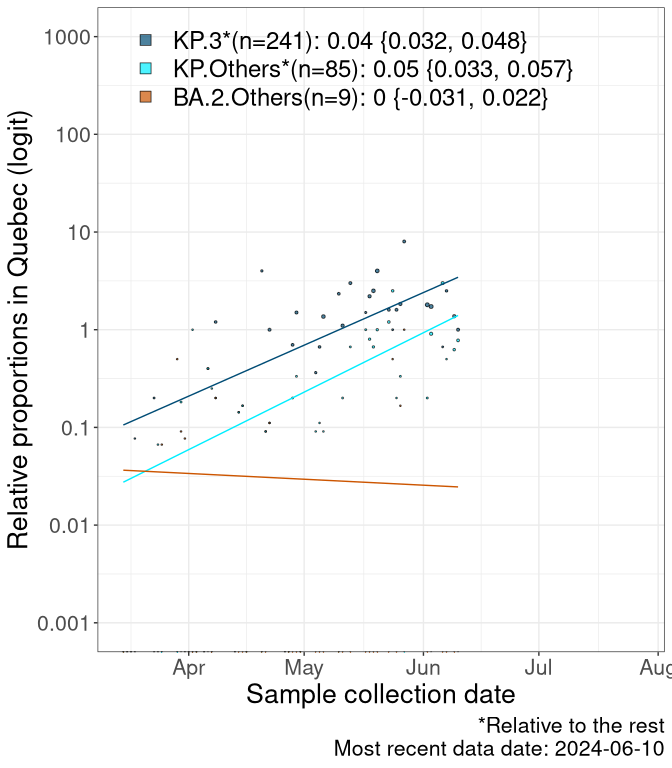 KP.3*(n=241): 0.04 {0.032, 0.048}
KP.Others*(n=85): 0.05 {0.033, 0.057}
BA.2.Others(n=9): 0 {-0.031, 0.022}
Relative proportions in Quebec (logit)
1000
100
10
1
0.1
0.01
0.001
Apr May Jun Jul Aug
Sample collection date
*Relative to the rest
Most recent data date: 2024-06-10